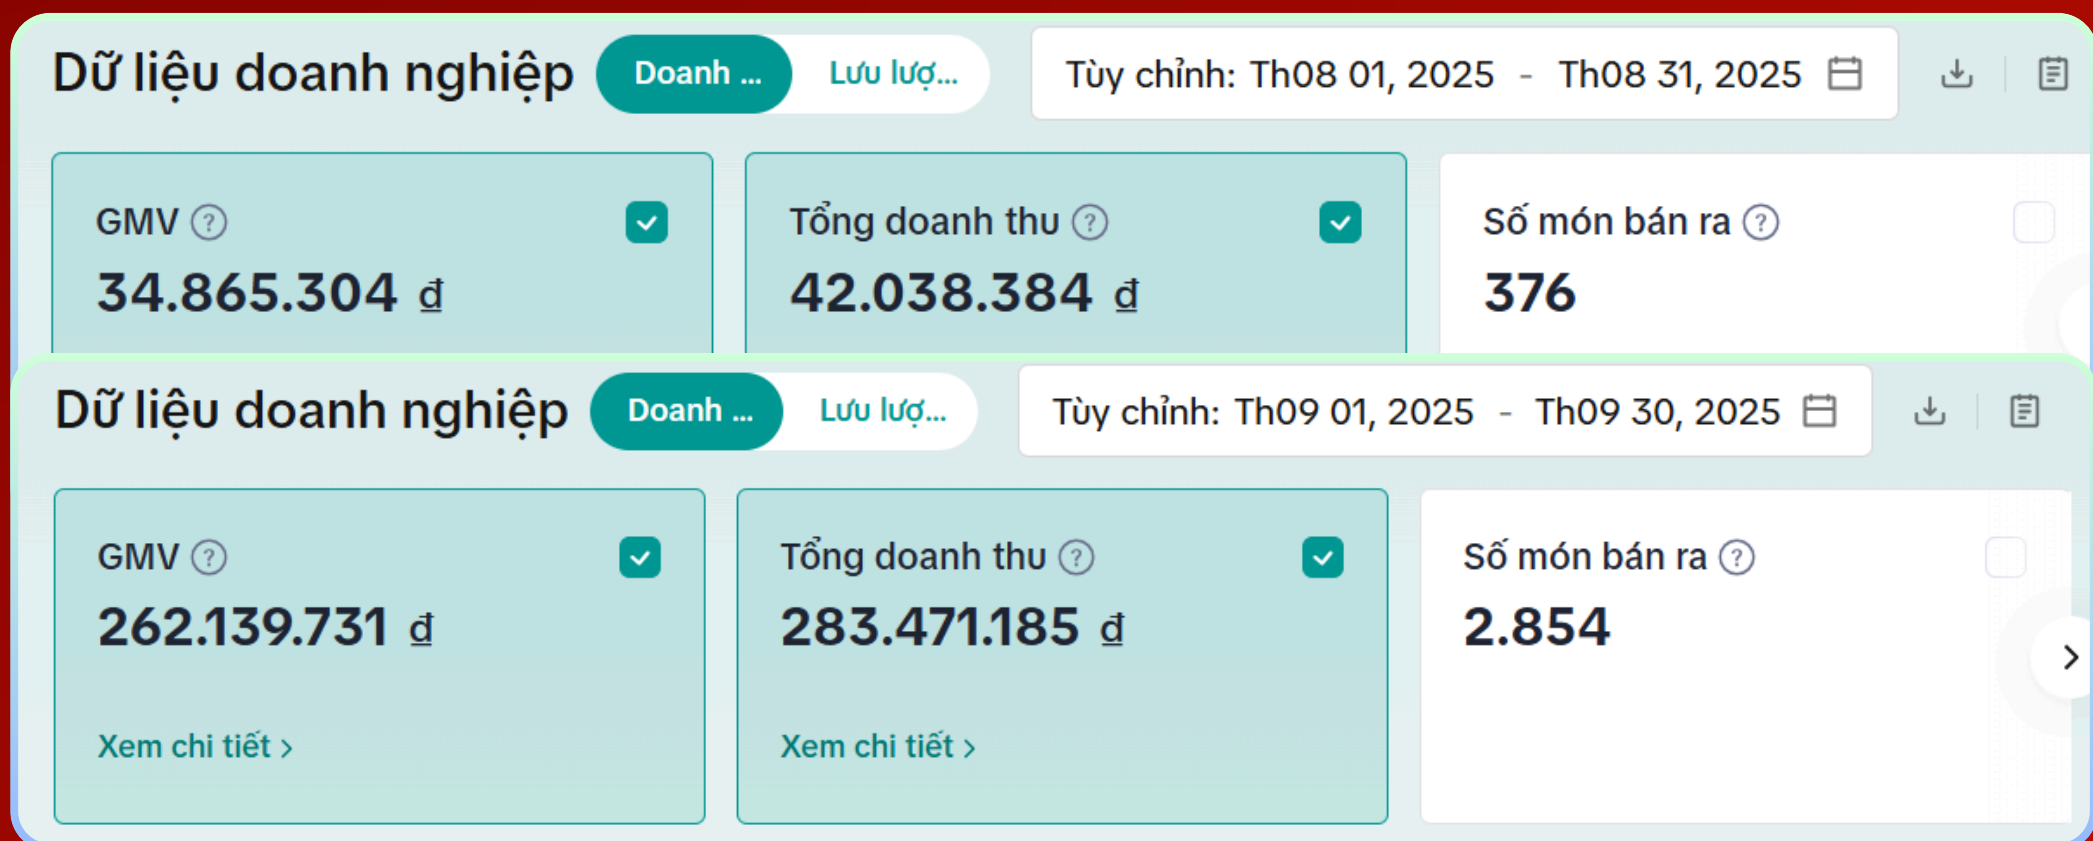 Dữ liệu doanh nghiệp Doanh ... Lưu lượ... Tùy chỉnh: Th08 01, 2025 - Th08 31, 2025
GMV ? Tổng doanh thu ? Số món bán ra ?
34.865.304 ₫ 42.038.384 ₫ 376
Dữ liệu doanh nghiệp Doanh ... Lưu lượ... Tùy chỉnh: Th09 01, 2025 - Th09 30, 2025
GMV ? Tổng doanh thu ? Số món bán ra ?
262.139.731 ₫ 283.471.185 ₫ 2.854
Xem chi tiết > Xem chi tiết >